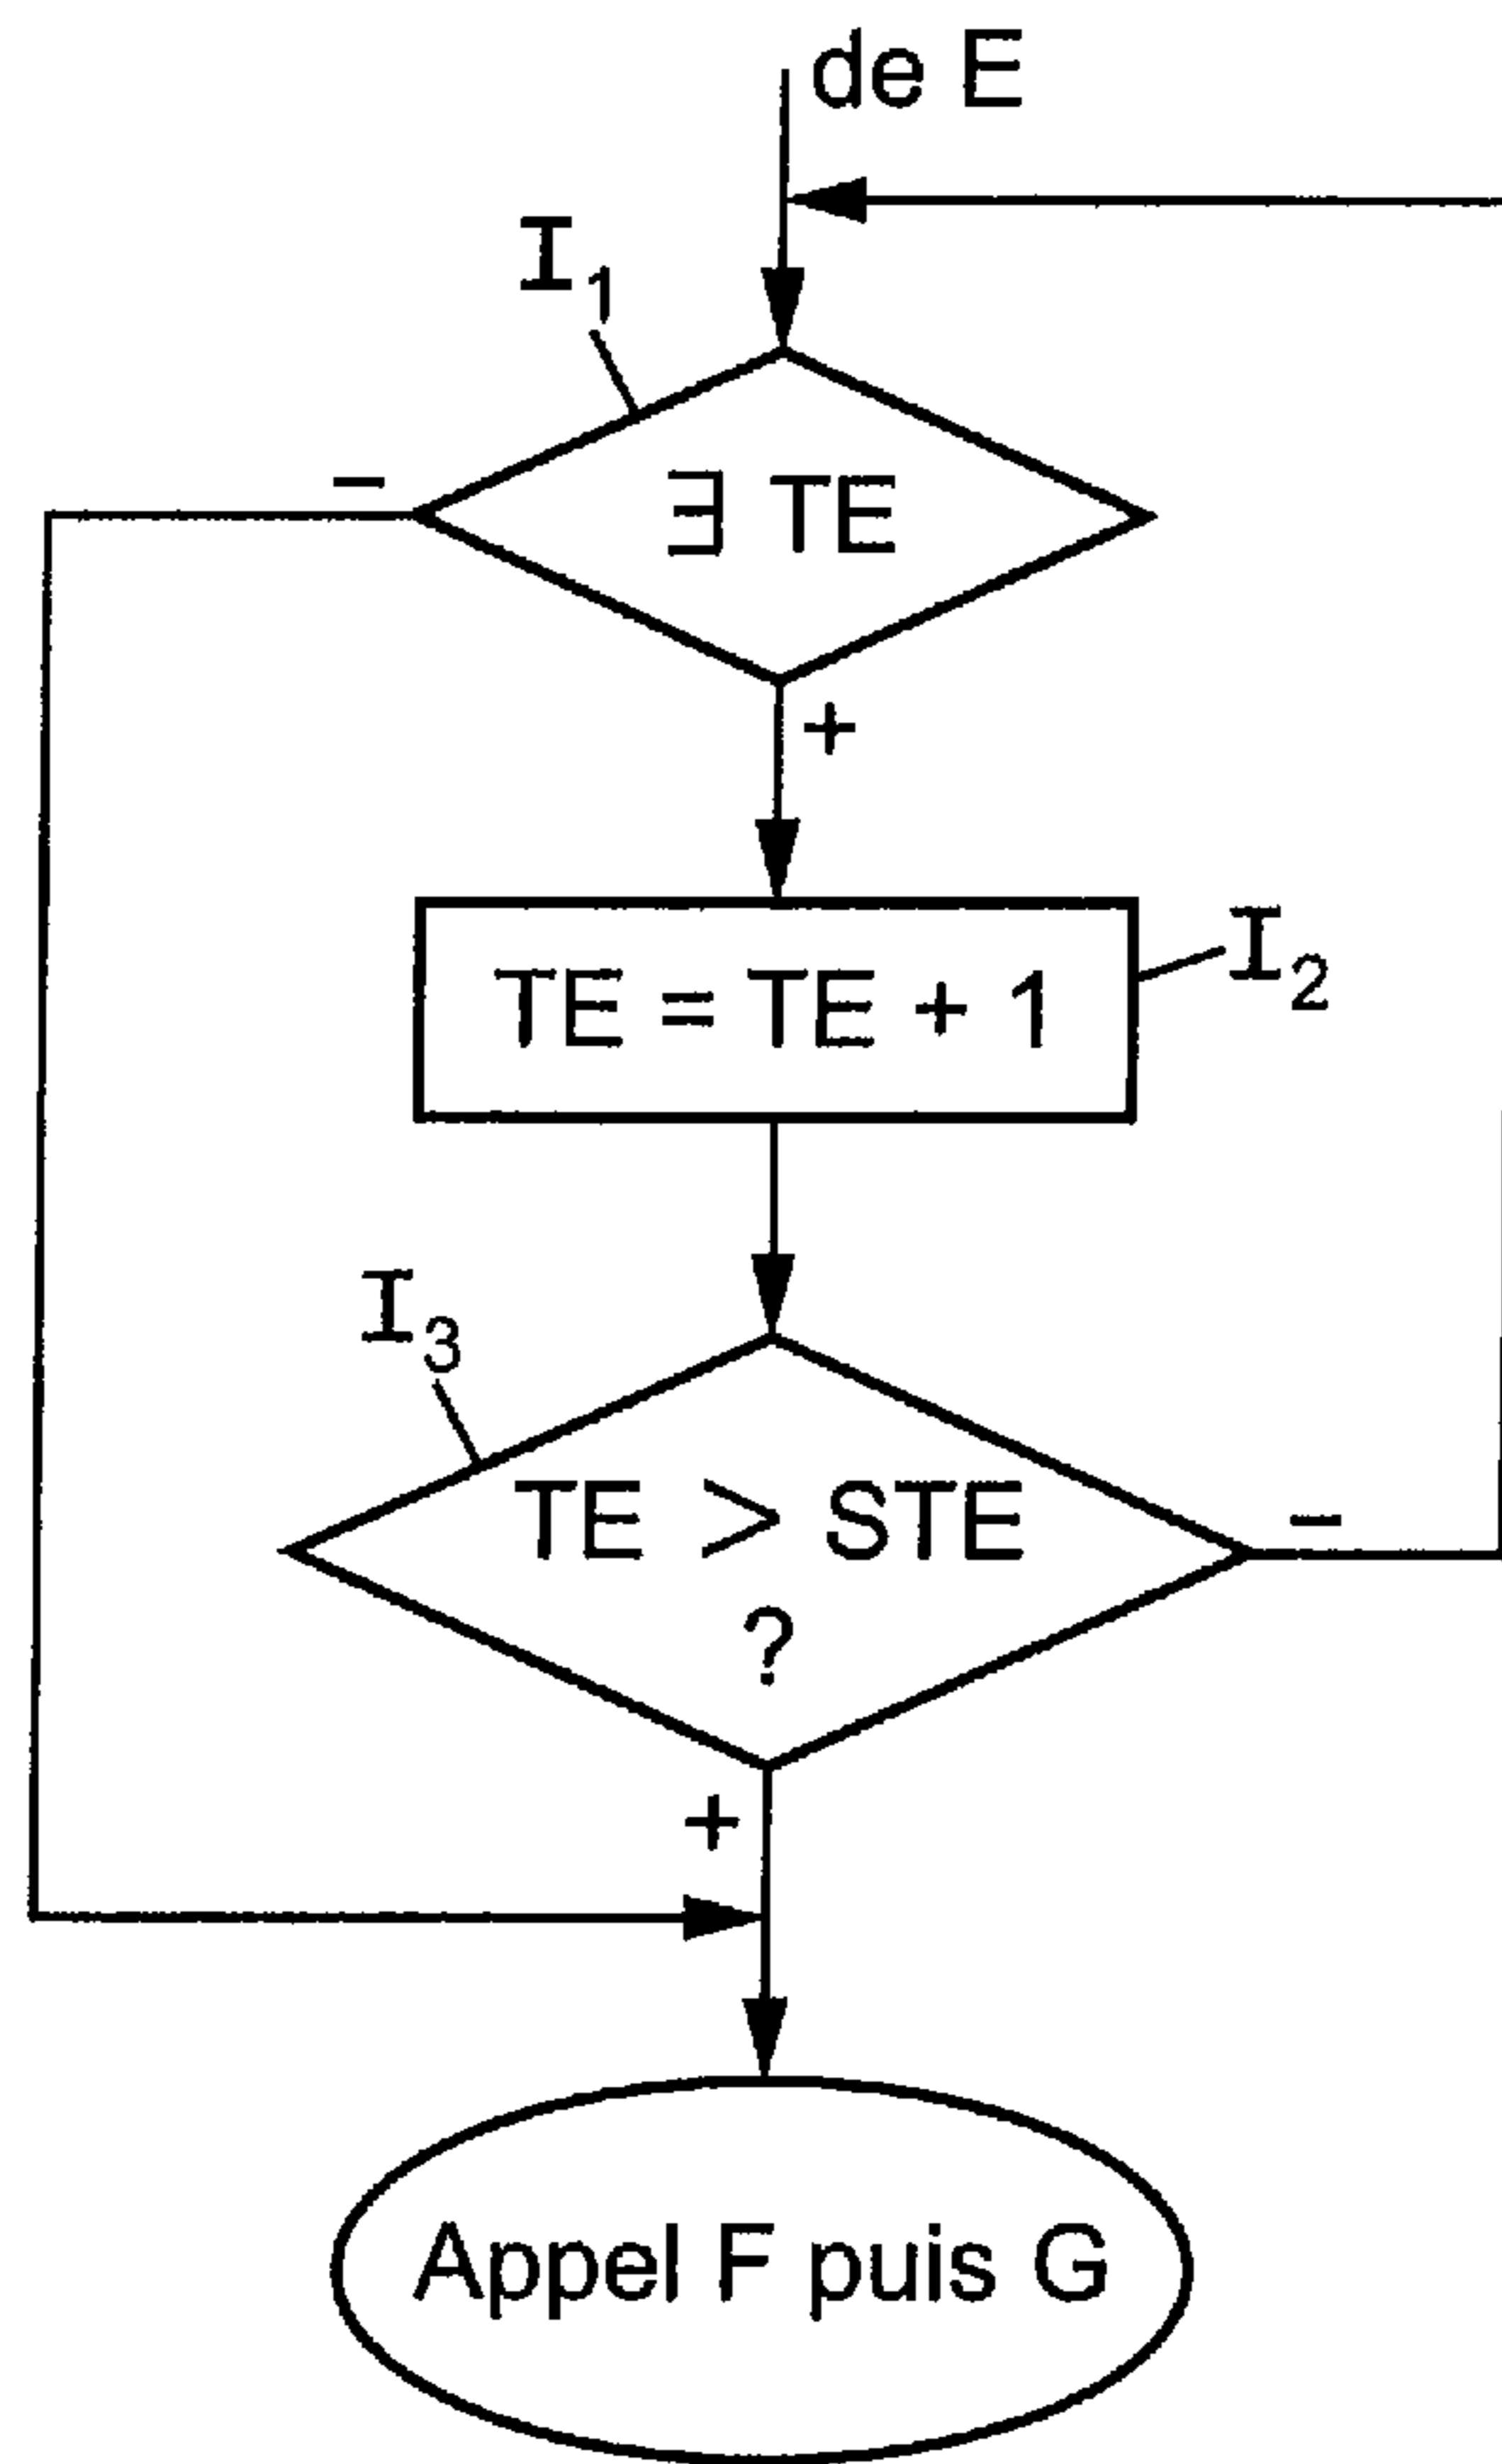 de E
I₁
∃ TE
-
+
TE = TE + 1
I₂
I₃
TE > STE
?
-
+
Appel F puis G